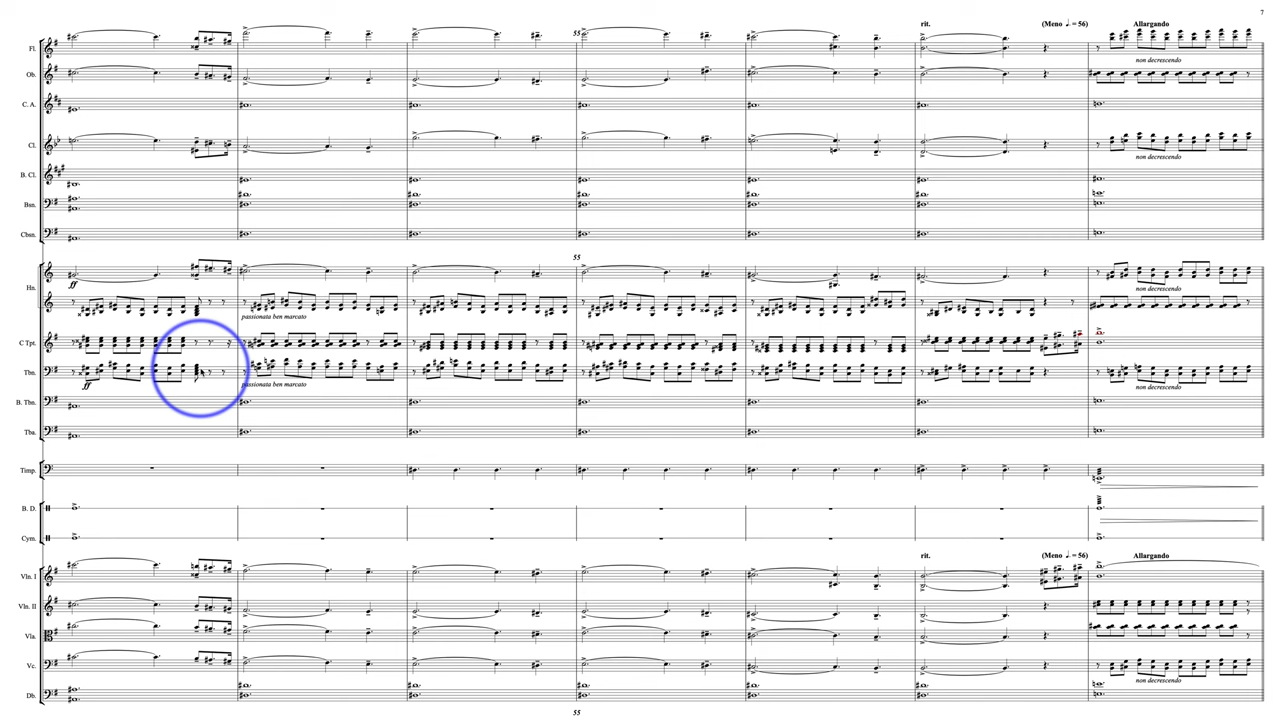 7
rit. (Meno ♩. = 56) Allargando
55
Fl.
non decrescendo
Ob.
C. A.
Cl.
non decrescendo
B. Cl.
Bsn.
Cbsn.
55
Hn.
ff
non decrescendo
passionata ben marcato
C Tpt.
Tbn.
ff
passionata ben marcato
non decrescendo
B. Tbn.
Tba.
Timp.
B. D.
Cym.
rit. (Meno ♩. = 56) Allargando
Vln. I
Vln. II
Vla.
Vc.
non decrescendo
Db.
55